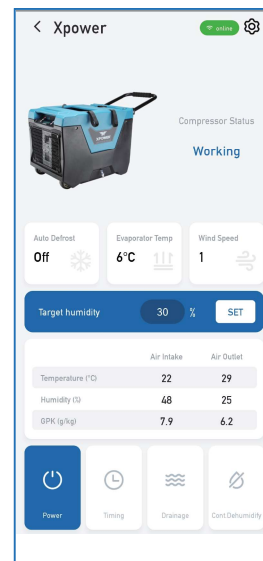 Xpower
online
XPOWER
Compressor Status
Working
Auto Defrost
Off
Evaporator Temp
6°C
Wind Speed
1
Target humidity 30 % SET
Air Intake Air Outlet
Temperature (°C) 22 29
Humidity (%) 48 25
GPK (g/kg) 7.9 6.2
Power Timing Drainage Cont.Dehumidify